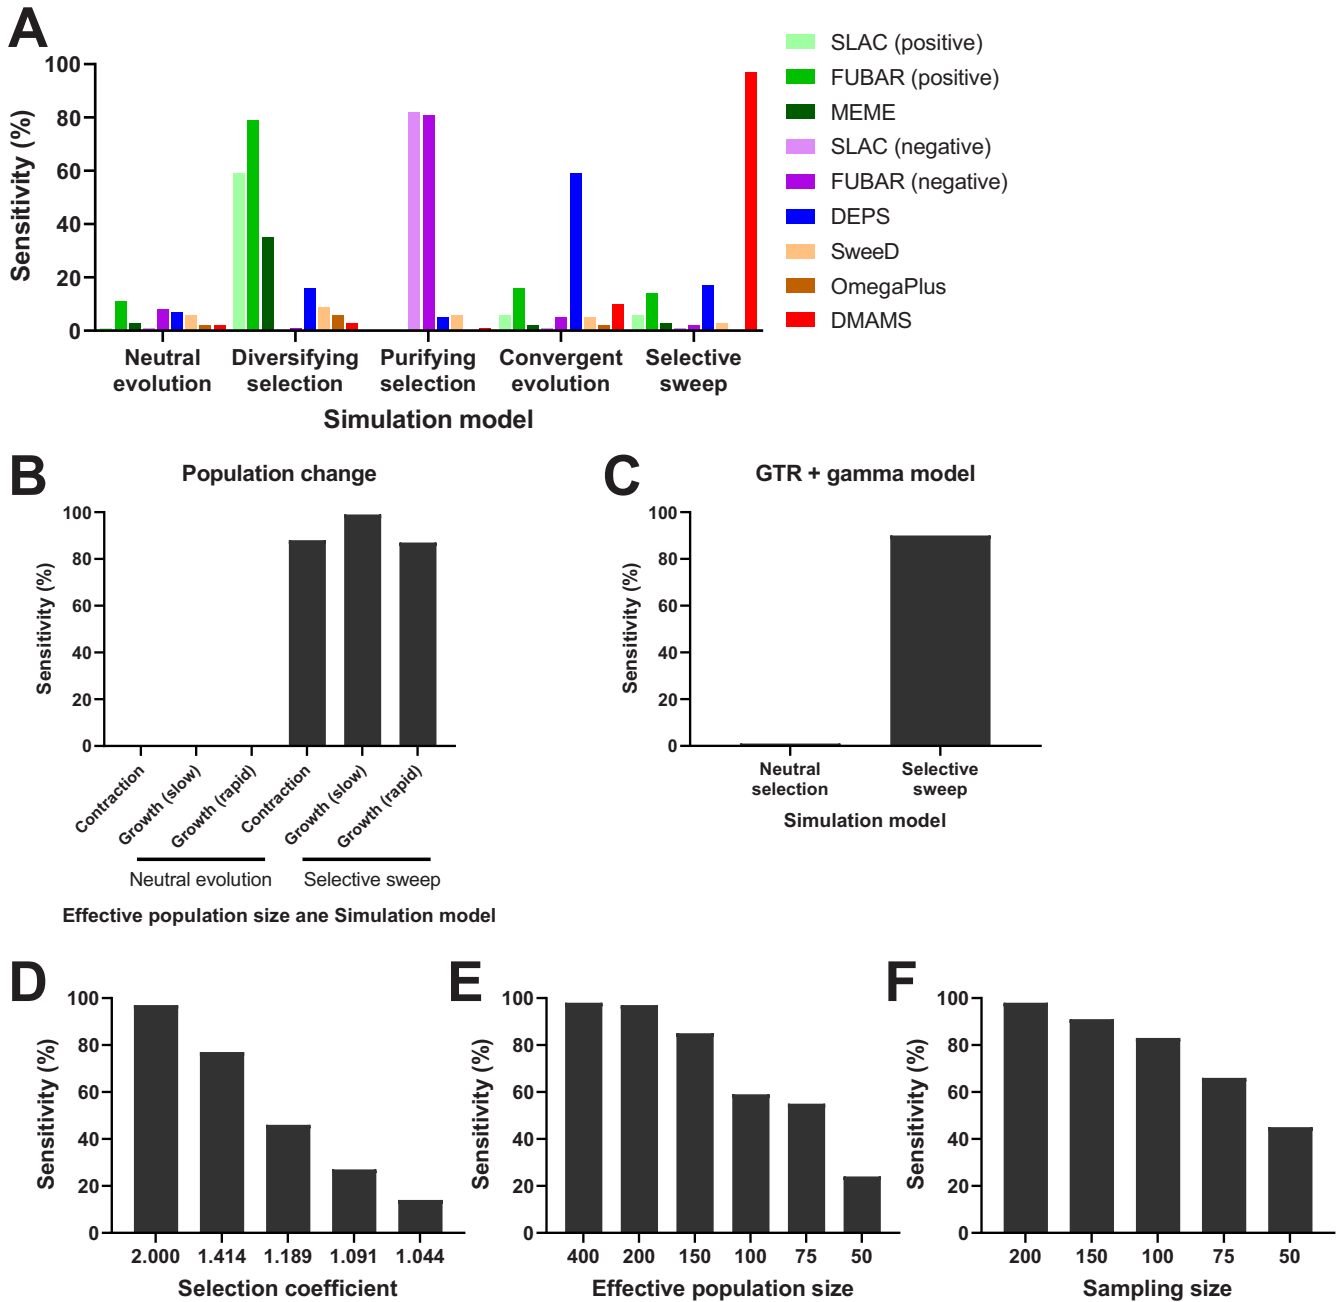 A
SLAC (positive)
FUBAR (positive)
MEME
SLAC (negative)
FUBAR (negative)
DEPS
SweeD
OmegaPlus
DMAMS
Sensitivity (%)
100
80
60
40
20
0
Neutral evolution
Diversifying selection
Purifying selection
Convergent evolution
Selective sweep
Simulation model
B
Population change
Sensitivity (%)
100
80
60
40
20
0
Contraction
Growth (slow)
Growth (rapid)
Contraction
Growth (slow)
Growth (rapid)
Neutral evolution
Selective sweep
Effective population size ane Simulation model
C
GTR + gamma model
Sensitivity (%)
100
80
60
40
20
0
Neutral selection
Selective sweep
Simulation model
D
Sensitivity (%)
100
80
60
40
20
0
2.000 1.414 1.189 1.091 1.044
Selection coefficient
E
Sensitivity (%)
100
80
60
40
20
0
400 200 150 100 75 50
Effective population size
F
Sensitivity (%)
100
80
60
40
20
0
200 150 100 75 50
Sampling size